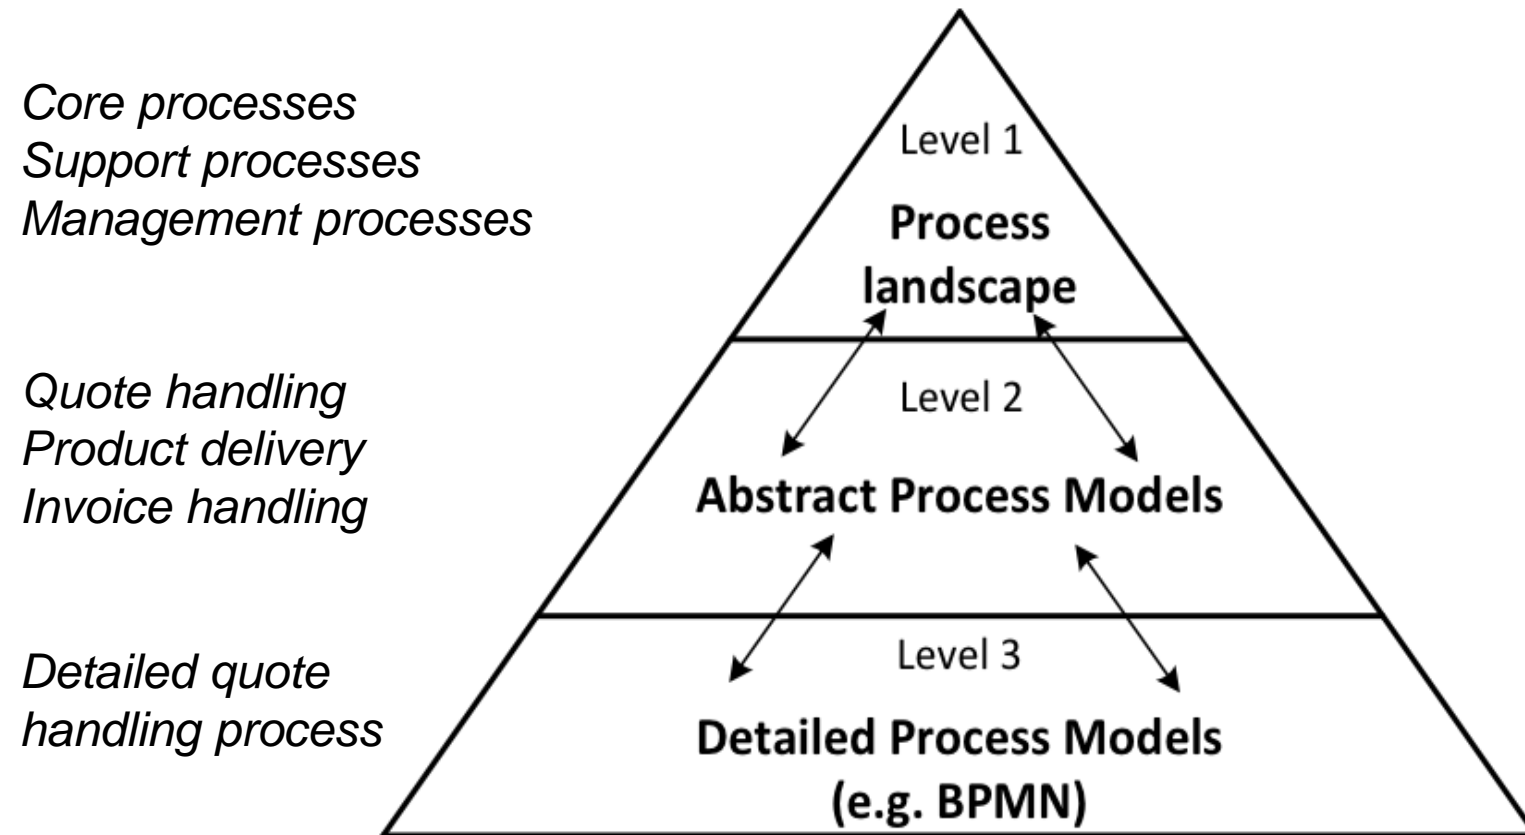 Core processes
Support processes
Management processes
Level 1
Process
landscape
Quote handling
Product delivery
Invoice handling
Level 2
Abstract Process Models
Detailed quote
handling process
Level 3
Detailed Process Models
(e.g. BPMN)